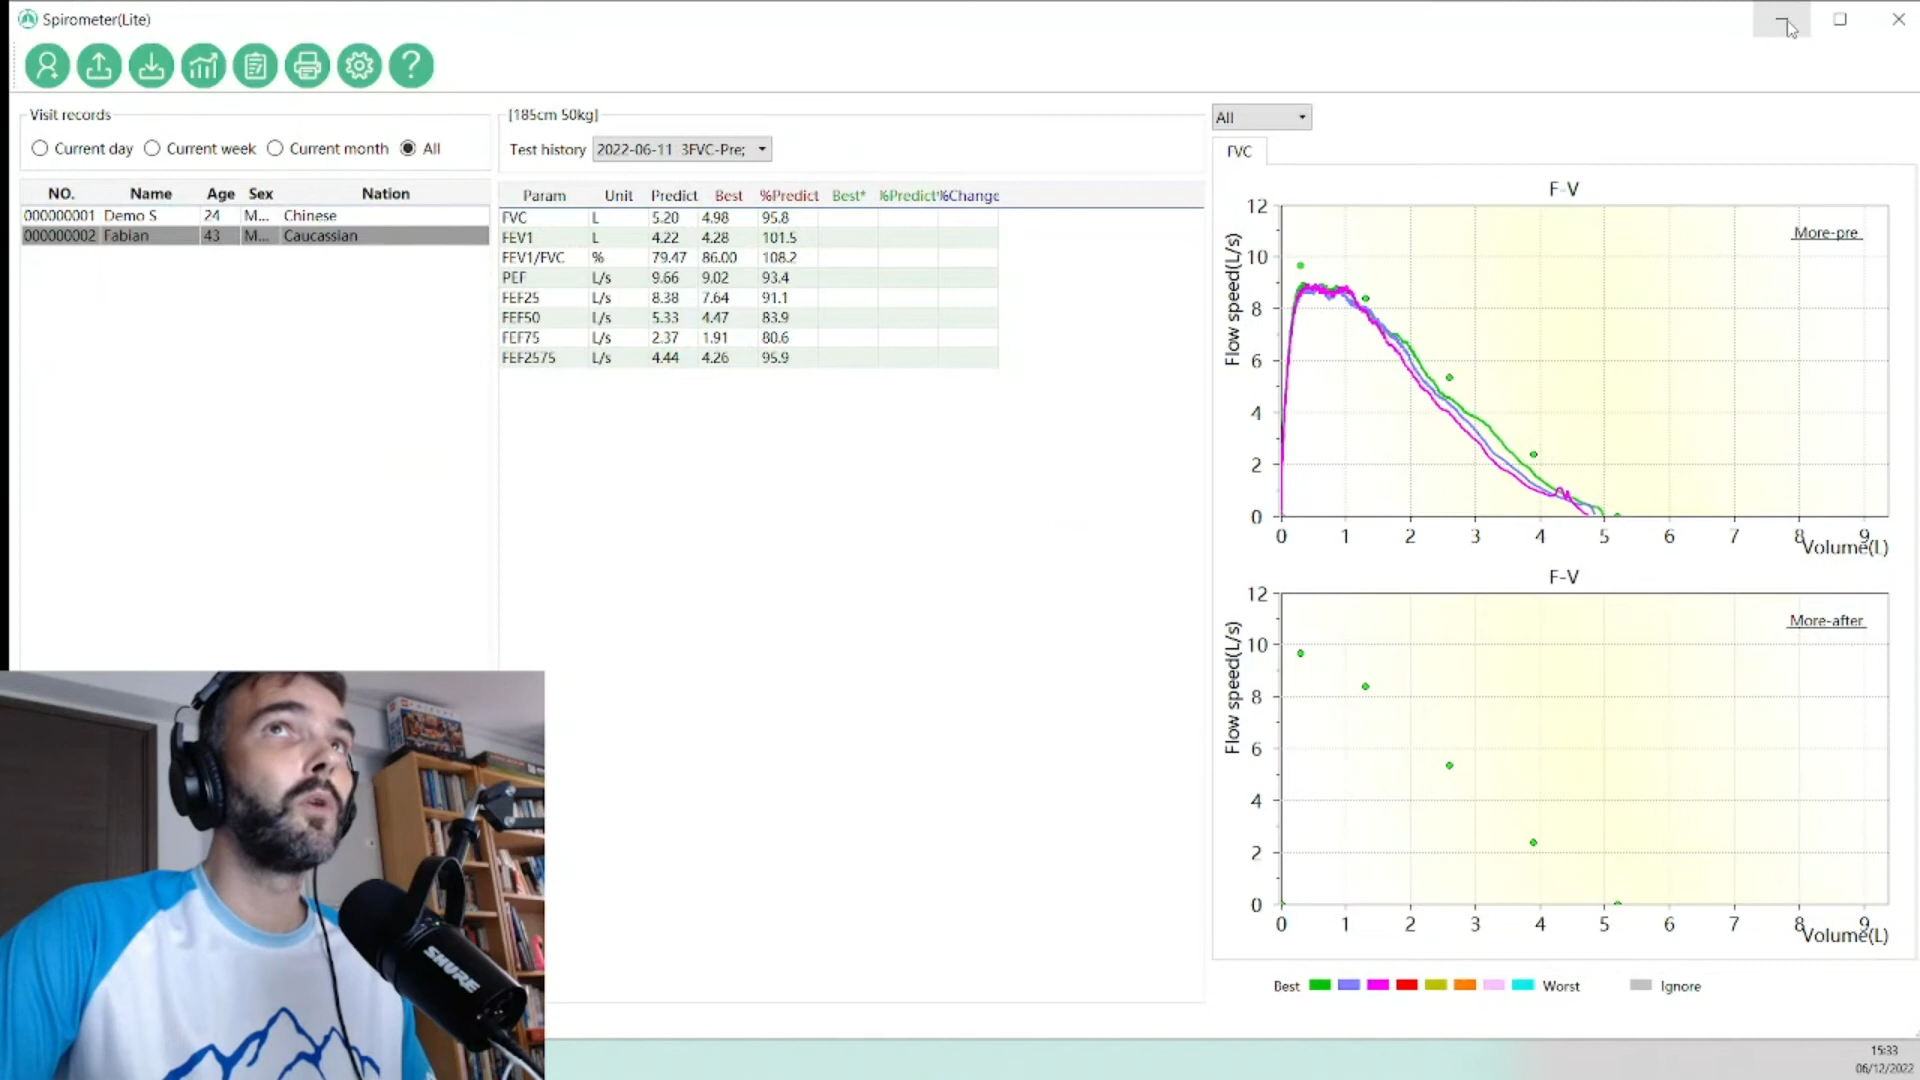 Spirometer(Lite)
Visit records
Current day Current week Current month All
NO. Name Age Sex Nation
000000001 Demo S 24 M... Chinese
000000002 Fabian 43 M... Caucassian
[185cm 50kg]
Test history 2022-06-11 3FVC-Pre;
Param Unit Predict Best %Predict Best* %Predict* %Change
FVC L 5.20 4.98 95.8
FEV1 L 4.22 4.28 101.5
FEV1/FVC % 79.47 86.00 108.2
PEF L/s 9.66 9.02 93.4
FEF25 L/s 8.38 7.64 91.1
FEF50 L/s 5.33 4.47 83.9
FEF75 L/s 2.37 1.91 80.6
FEF2575 L/s 4.44 4.26 95.9
All
FVC
F-V
More-pre
Flow speed(L/s)
12
10
8
6
4
2
0
0 1 2 3 4 5 6 7 8 9
Volume(L)
F-V
More-after
Flow speed(L/s)
12
10
8
6
4
2
0
0 1 2 3 4 5 6 7 8 9
Volume(L)
Best Worst Ignore
SHURE
15:33
06/12/2022